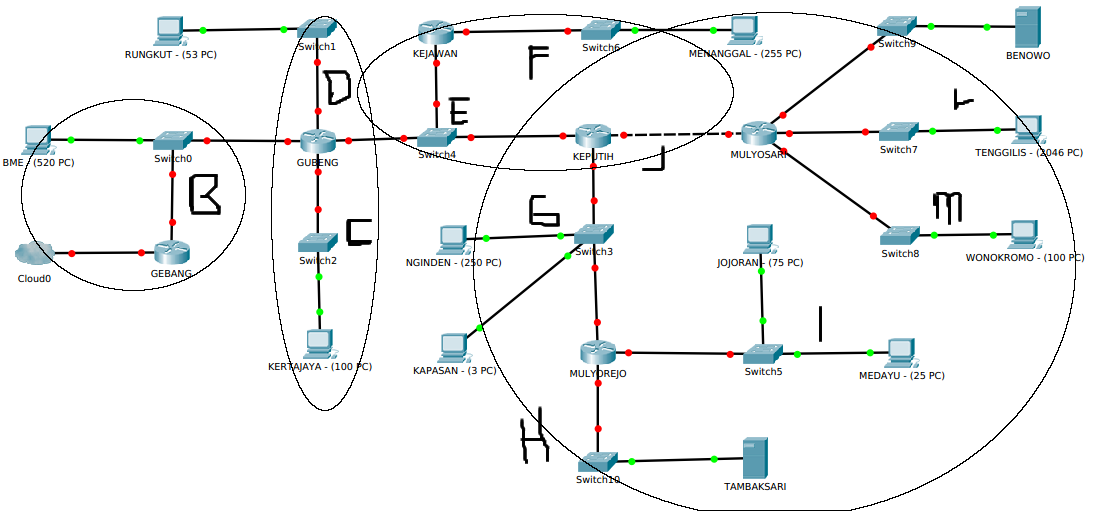 RUNGKUT - (53 PC)
Switch1
KEJAWAN
Switch6
MENANGGAL - (255 PC)
Switch9
BENOWO
D
F
E
BME - (520 PC)
Switch0
GUBENG
Switch4
KEPUTIH
MULYOSARI
Switch7
TENGGILIS - (2046 PC)
J
B
C
G
M
Cloud0
GEBANG
Switch2
NGINDEN - (250 PC)
Switch3
JOJORAN - (75 PC)
Switch8
WONOKROMO - (100 PC)
I
KERTAJAYA - (100 PC)
KAPASAN - (3 PC)
MULYOREJO
Switch5
MEDAYU - (25 PC)
H
Switch10
TAMBAKSARI